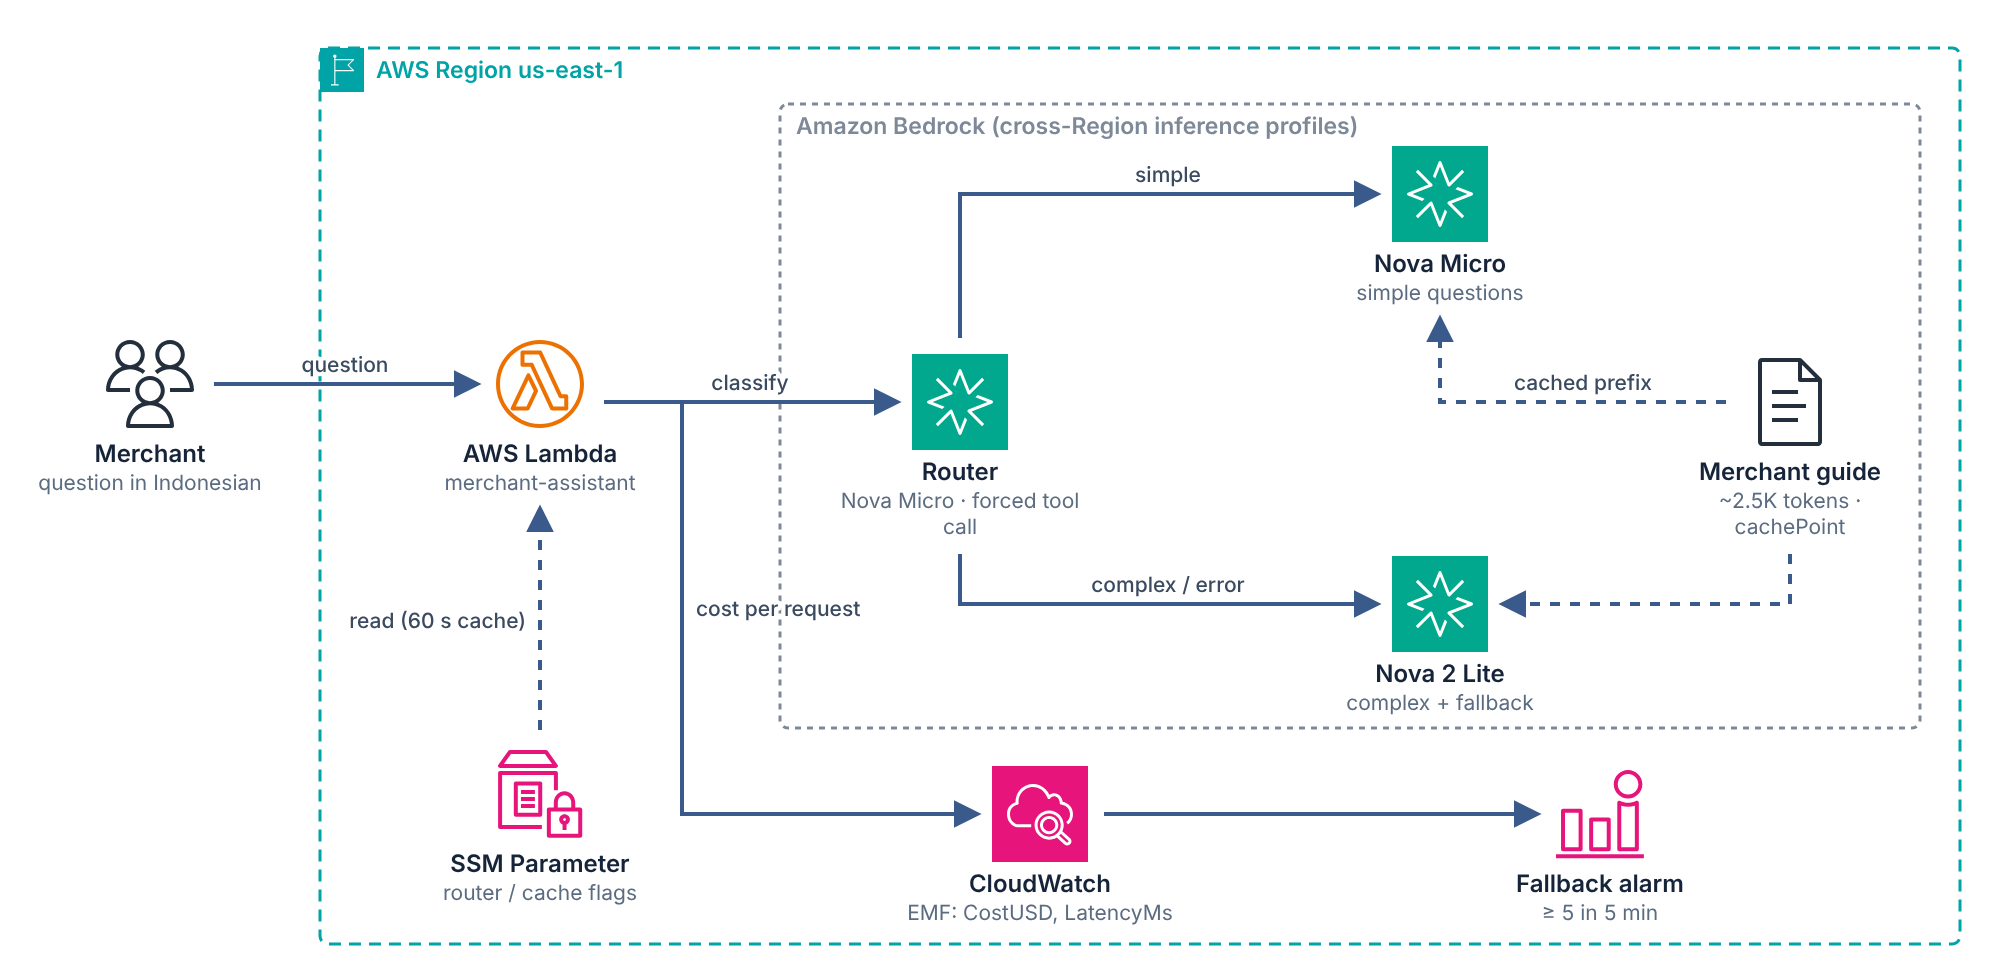 AWS Region us-east-1
Amazon Bedrock (cross-Region inference profiles)
simple
Nova Micro
simple questions
question
classify
cached prefix
Merchant
question in Indonesian
AWS Lambda
merchant-assistant
Router
Nova Micro · forced tool
call
Merchant guide
~2.5K tokens ·
cachePoint
complex / error
cost per request
read (60 s cache)
Nova 2 Lite
complex + fallback
SSM Parameter
router / cache flags
CloudWatch
EMF: CostUSD, LatencyMs
Fallback alarm
≥ 5 in 5 min